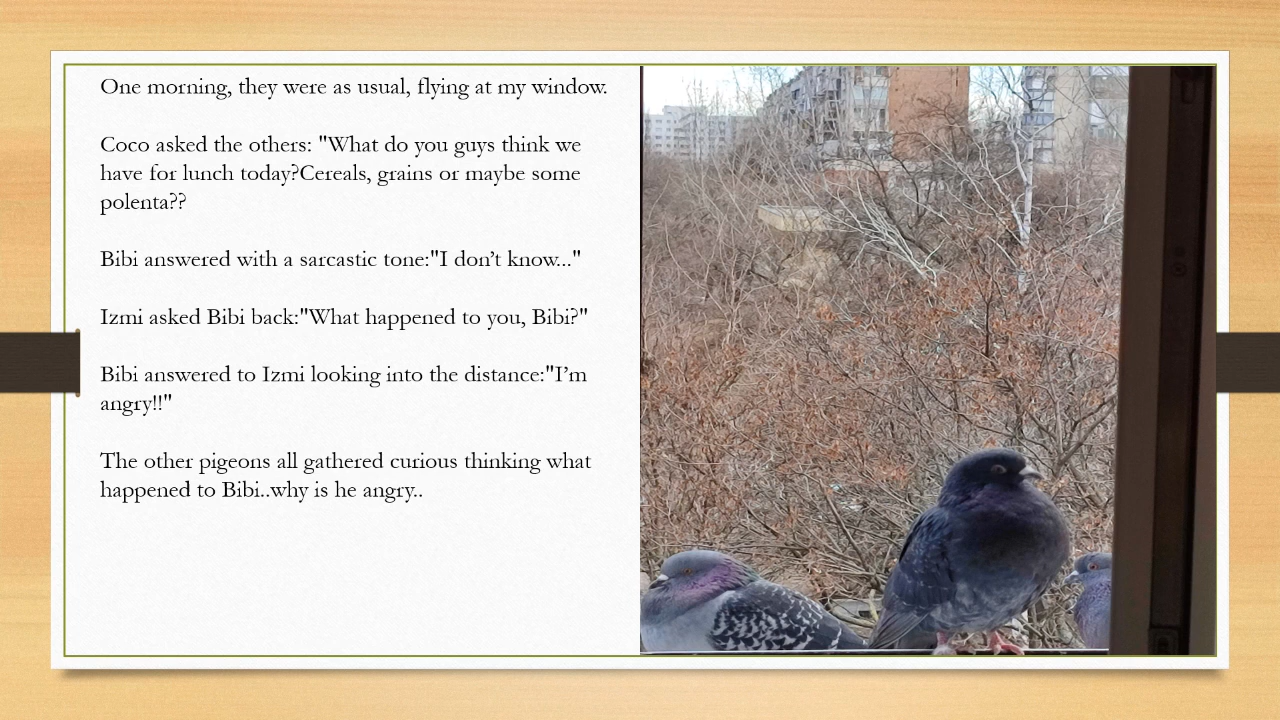 One morning, they were as usual, flying at my window.
Coco asked the others: "What do you guys think we
have for lunch today?Cereals, grains or maybe some
polenta??
Bibi answered with a sarcastic tone:"I don’t know..."
Izmi asked Bibi back:"What happened to you, Bibi?"
Bibi answered to Izmi looking into the distance:"I’m
angry!!"
The other pigeons all gathered curious thinking what
happened to Bibi..why is he angry..